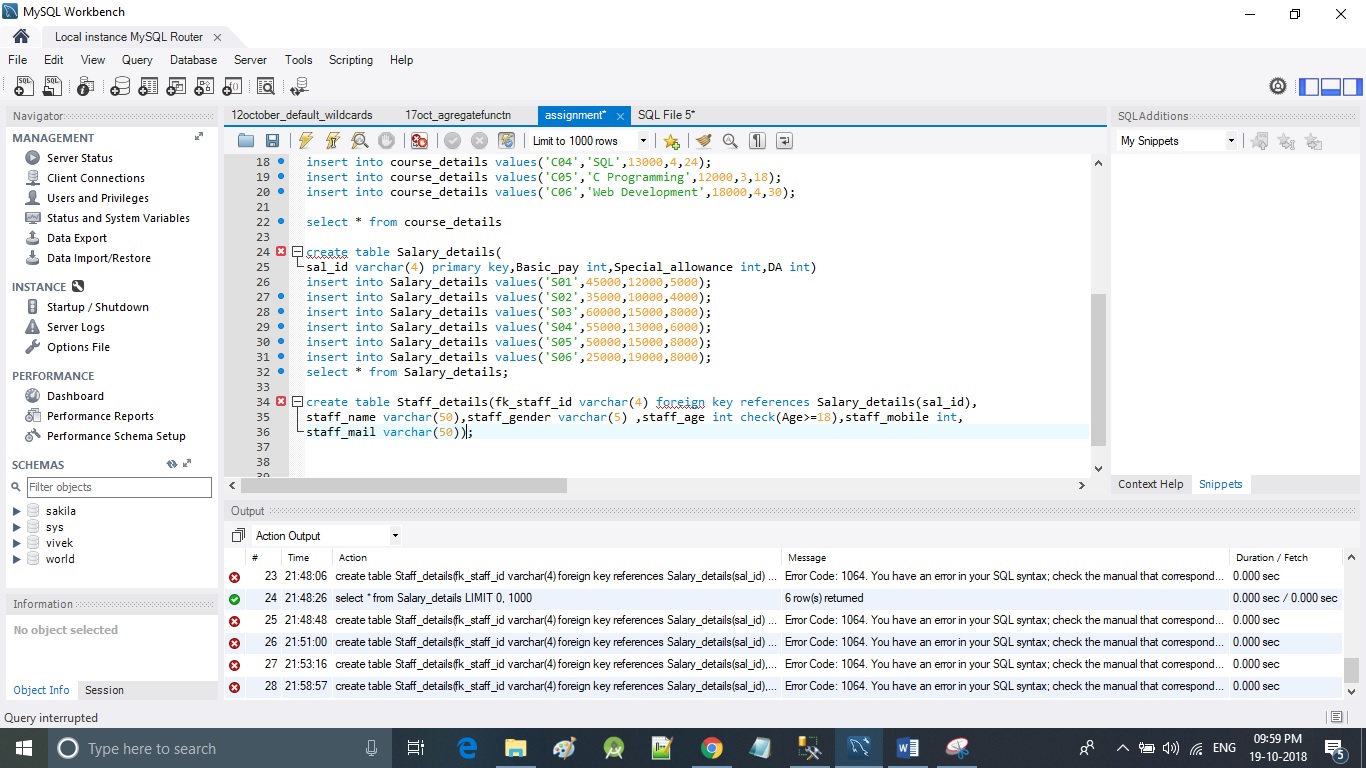 MySQL Workbench
Local instance MySQL Router ×
File Edit View Query Database Server Tools Scripting Help
Navigator
12october_default_wildcards 17oct_agregatefunctn assignment* × SQL File 5*
SQLAdditions
MANAGEMENT
Server Status
Client Connections
Users and Privileges
Status and System Variables
Data Export
Data Import/Restore
INSTANCE
Startup / Shutdown
Server Logs
Options File
PERFORMANCE
Dashboard
Performance Reports
Performance Schema Setup
SCHEMAS
Filter objects
sakila
sys
vivek
world
Information
No object selected
Object Info Session
Query interrupted
Limit to 1000 rows
18 insert into course_details values('C04','SQL',13000,4,24);
19 insert into course_details values('C05','C Programming',12000,3,18);
20 insert into course_details values('C06','Web Development',18000,4,30);
21
22 select * from course_details
23
24 create table Salary_details(
25 sal_id varchar(4) primary key,Basic_pay int,Special_allowance int,DA int)
26 insert into Salary_details values('S01',45000,12000,5000);
27 insert into Salary_details values('S02',35000,10000,4000);
28 insert into Salary_details values('S03',60000,15000,8000);
29 insert into Salary_details values('S04',55000,13000,6000);
30 insert into Salary_details values('S05',50000,15000,8000);
31 insert into Salary_details values('S06',25000,19000,8000);
32 select * from Salary_details;
33
34 create table Staff_details(fk_staff_id varchar(4) foreign key references Salary_details(sal_id),
35 staff_name varchar(50),staff_gender varchar(5) ,staff_age int check(Age>=18),staff_mobile int,
36 staff_mail varchar(50));
37
38
My Snippets
Context Help Snippets
Output
Action Output
# Time Action Message Duration / Fetch
23 21:48:06 create table Staff_details(fk_staff_id varchar(4) foreign key references Salary_details(sal_id) ... Error Code: 1064. You have an error in your SQL syntax; check the manual that correspond... 0.000 sec
24 21:48:26 select * from Salary_details LIMIT 0, 1000 6 row(s) returned 0.000 sec / 0.000 sec
25 21:48:48 create table Staff_details(fk_staff_id varchar(4) foreign key references Salary_details(sal_id) ... Error Code: 1064. You have an error in your SQL syntax; check the manual that correspond... 0.000 sec
26 21:51:00 create table Staff_details(fk_staff_id varchar(4) foreign key references Salary_details(sal_id) ... Error Code: 1064. You have an error in your SQL syntax; check the manual that correspond... 0.000 sec
27 21:53:16 create table Staff_details(fk_staff_id varchar(4) foreign key references Salary_details(sal_id),... Error Code: 1064. You have an error in your SQL syntax; check the manual that correspond... 0.000 sec
28 21:58:57 create table Staff_details(fk_staff_id varchar(4) foreign key references Salary_details(sal_id),... Error Code: 1064. You have an error in your SQL syntax; check the manual that correspond... 0.000 sec
Type here to search
ENG
09:59 PM
19-10-2018
5